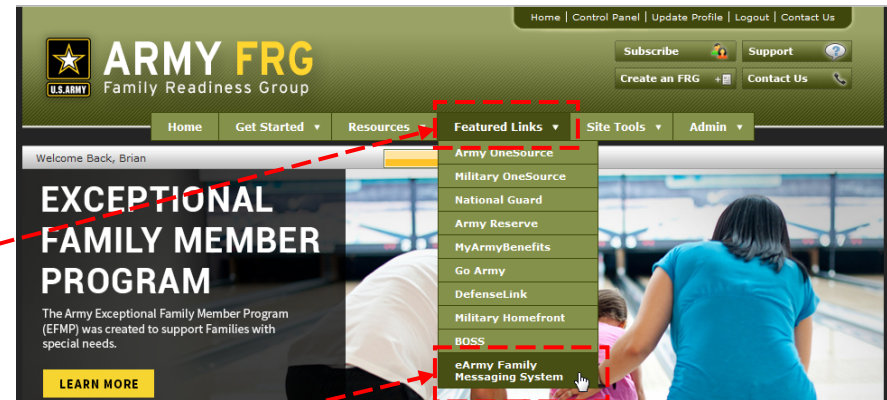 Home | Control Panel | Update Profile | Logout | Contact Us
U.S.ARMY
ARMY FRG
Family Readiness Group
Subscribe
Support
Create an FRG
Contact Us
Home
Get Started
Resources
Featured Links
Site Tools
Admin
Welcome Back, Brian
Army OneSource
Military OneSource
National Guard
Army Reserve
MyArmyBenefits
Go Army
DefenseLink
Military Homefront
BOSS
eArmy Family
Messaging System
EXCEPTIONAL
FAMILY MEMBER
PROGRAM
The Army Exceptional Family Member Program
(EFMP) was created to support Families with
special needs.
LEARN MORE